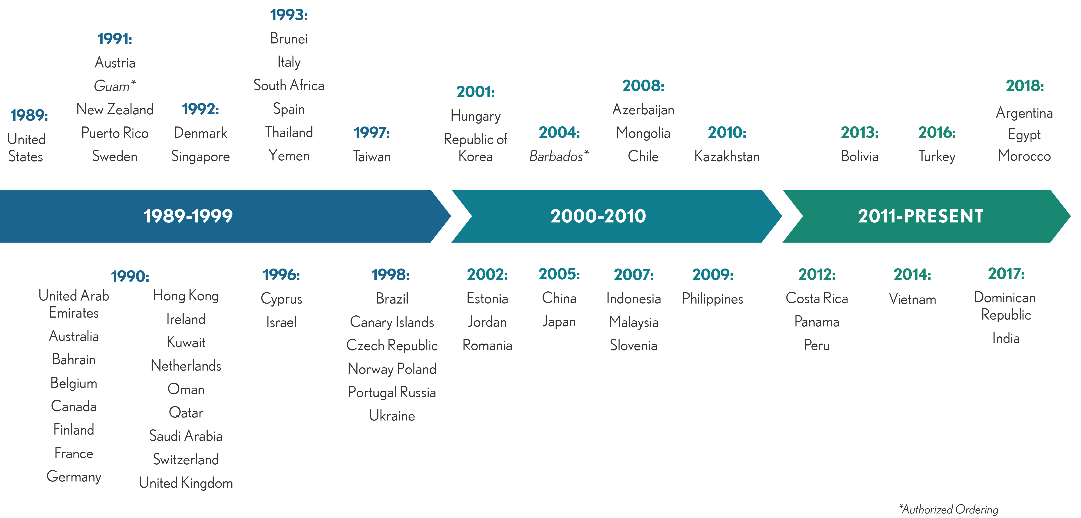 1989:
United
States
1991:
Austria
Guam*
New Zealand
Puerto Rico
Sweden
1992:
Denmark
Singapore
1993:
Brunei
Italy
South Africa
Spain
Thailand
Yemen
1997:
Taiwan
2001:
Hungary
Republic of
Korea
2004:
Barbados*
2008:
Azerbaijan
Mongolia
Chile
2010:
Kazakhstan
2013:
Bolivia
2016:
Turkey
2018:
Argentina
Egypt
Morocco
1989-1999
2000-2010
2011-PRESENT
1990:
United Arab
Emirates
Australia
Bahrain
Belgium
Canada
Finland
France
Germany
Hong Kong
Ireland
Kuwait
Netherlands
Oman
Qatar
Saudi Arabia
Switzerland
United Kingdom
1996:
Cyprus
Israel
1998:
Brazil
Canary Islands
Czech Republic
Norway Poland
Portugal Russia
Ukraine
2002:
Estonia
Jordan
Romania
2005:
China
Japan
2007:
Indonesia
Malaysia
Slovenia
2009:
Philippines
2012:
Costa Rica
Panama
Peru
2014:
Vietnam
2017:
Dominican
Republic
India
*Authorized Ordering